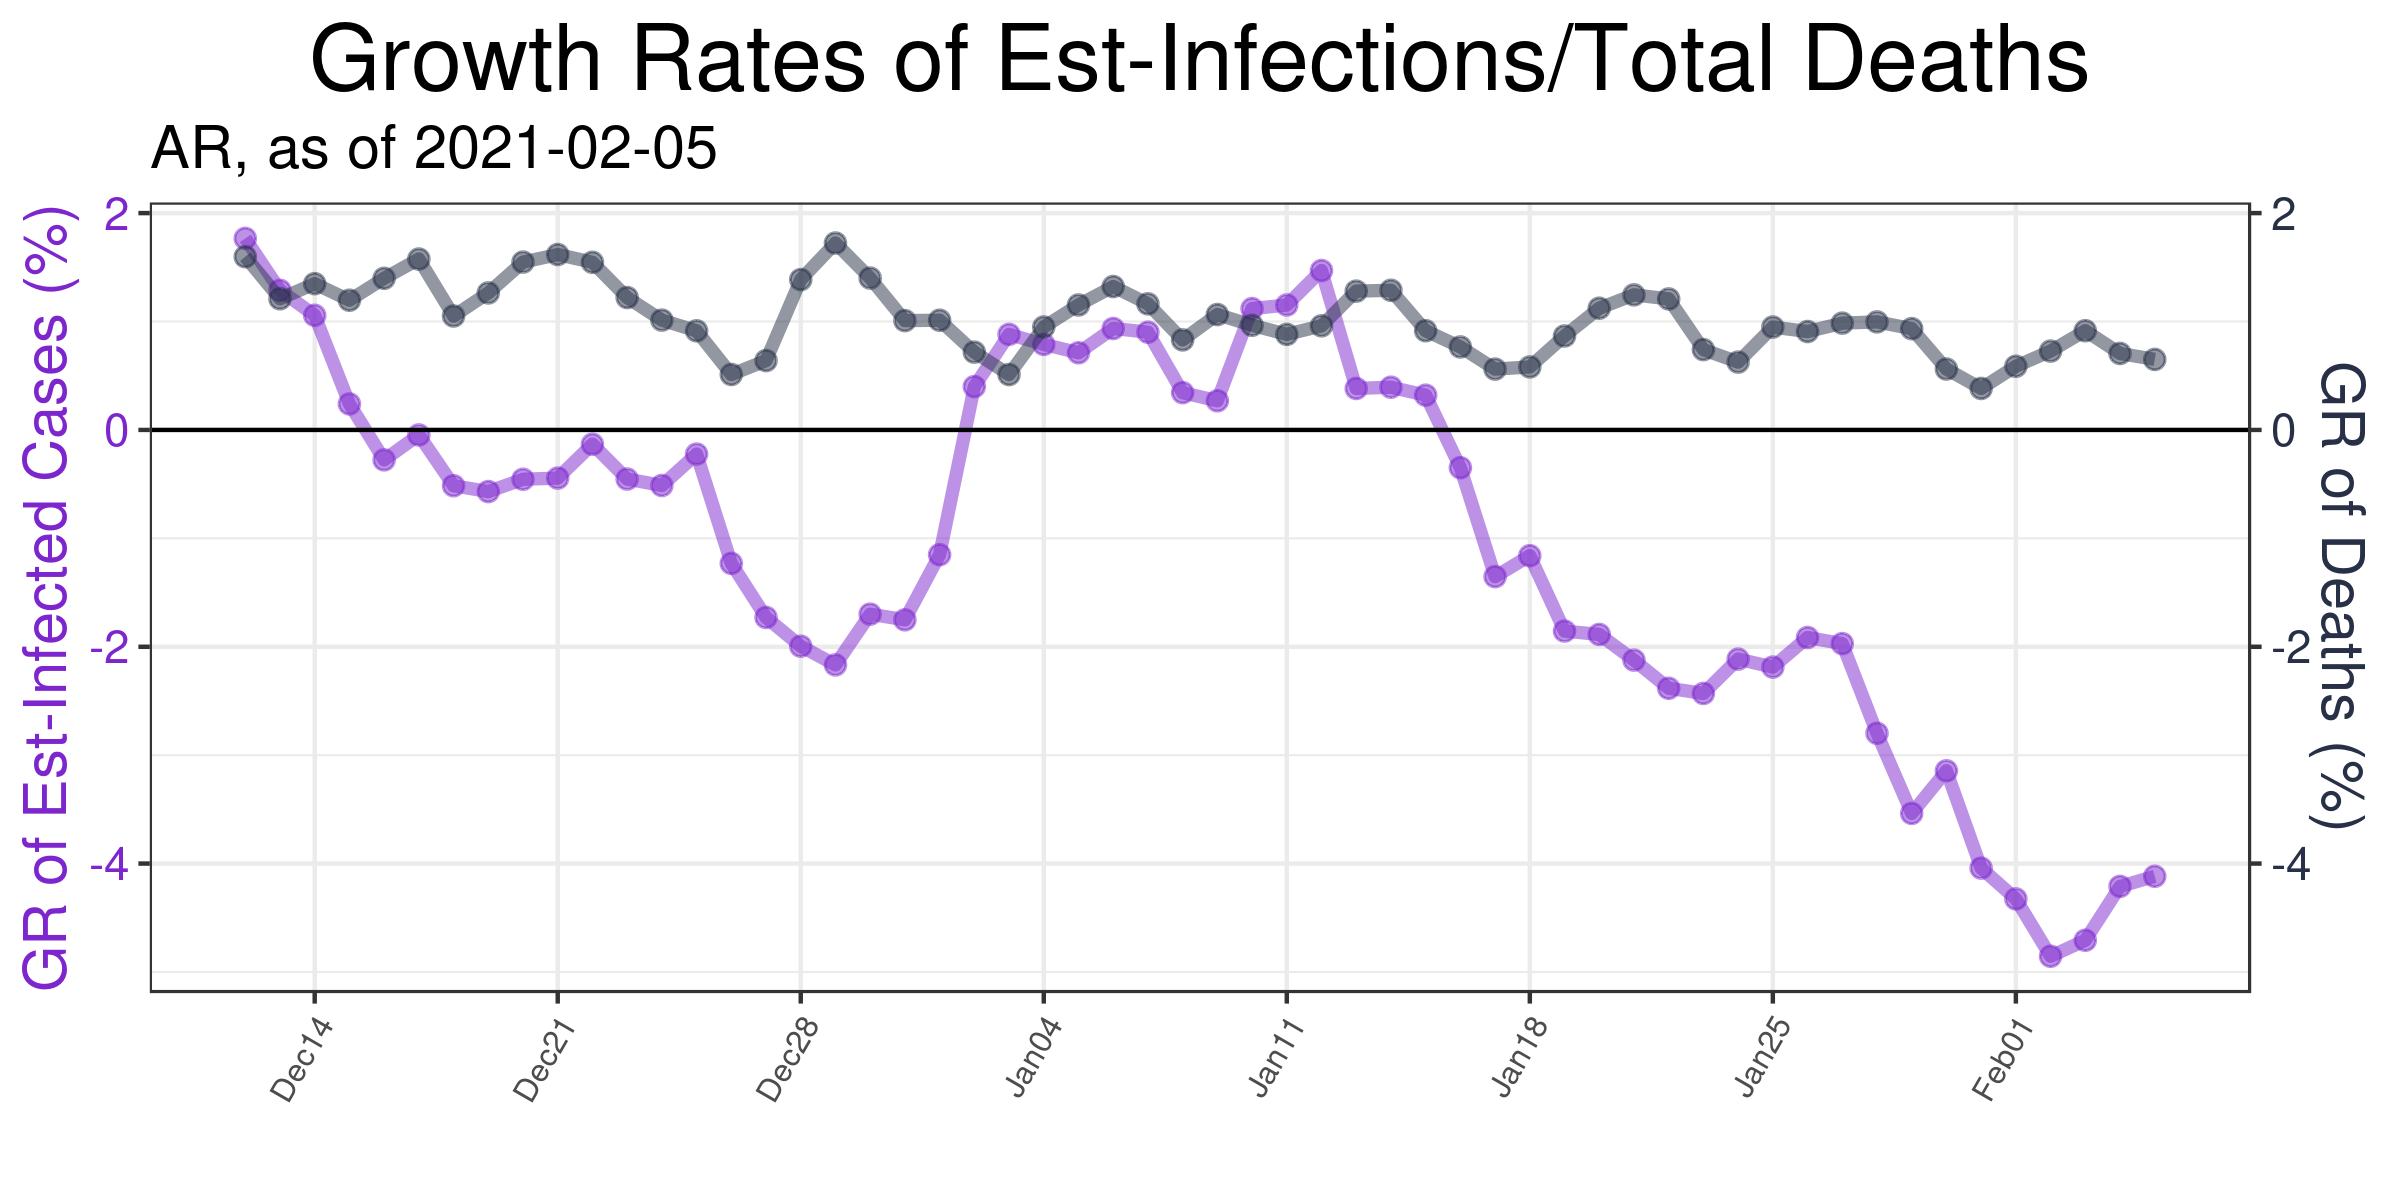 Growth Rates of Est-Infections/Total Deaths
AR, as of 2021-02-05
GR of Est-Infected Cases (%)
2
0
-2
-4
2
0
-2
-4
GR of Deaths (%)
Dec14
Dec21
Dec28
Jan04
Jan11
Jan18
Jan25
Feb01